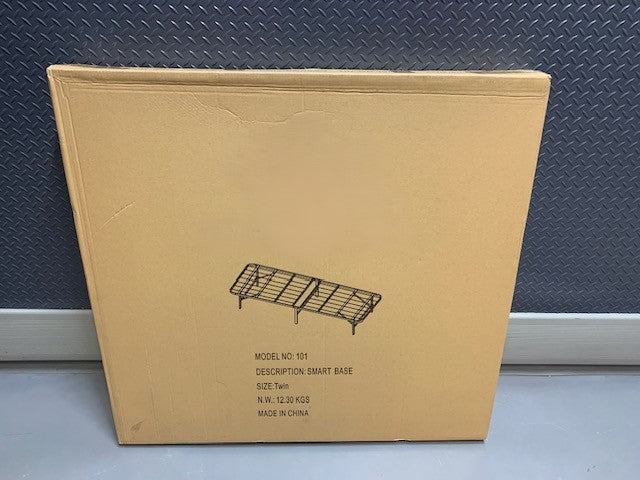 MODEL NO: 101
DESCRIPTION: SMART BASE
SIZE:Twin
N.W.: 12.30 KGS
MADE IN CHINA